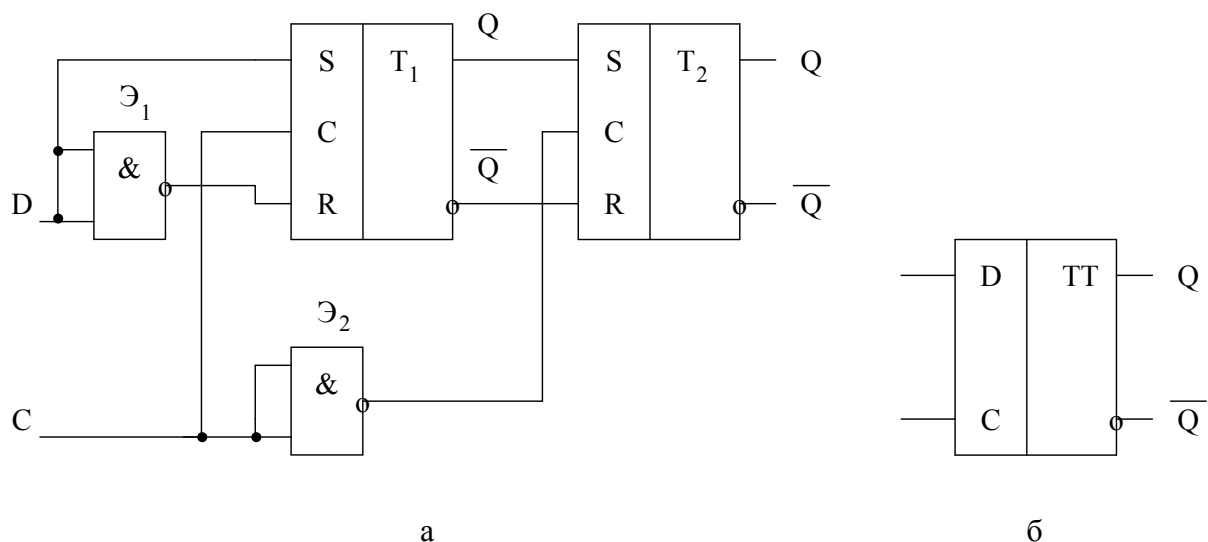 Q
S T1 S T2 Q
Э1
C C
Q̅
&
D R R Q̅
D TT Q
Э2
&
C C Q̅
а б